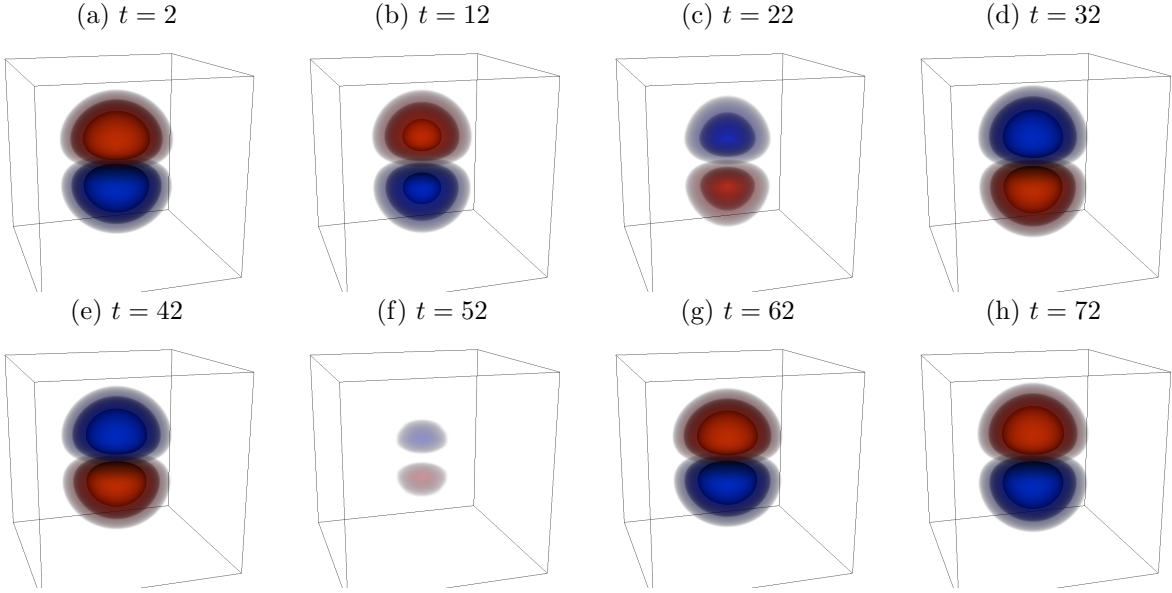 (a) t = 2
(b) t = 12
(c) t = 22
(d) t = 32
(e) t = 42
(f) t = 52
(g) t = 62
(h) t = 72